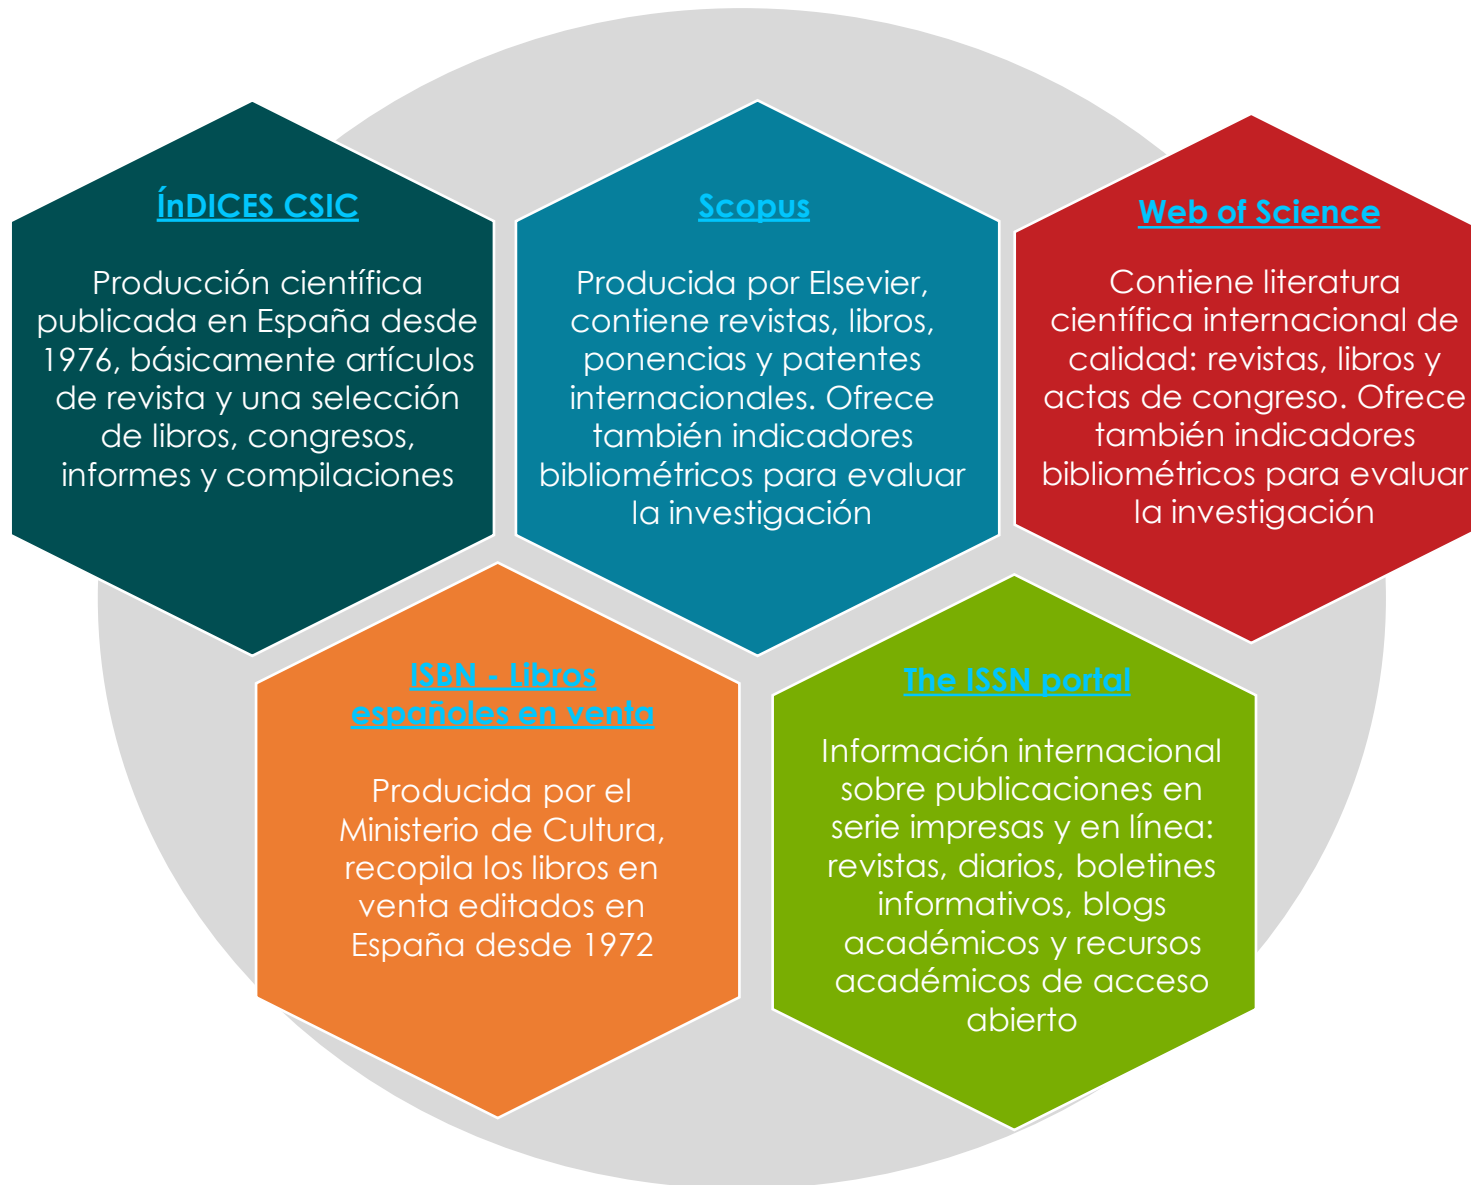 ÍnDICES CSIC
Producción científica
publicada en España desde
1976, básicamente artículos
de revista y una selección
de libros, congresos,
informes y compilaciones
Scopus
Producida por Elsevier,
contiene revistas, libros,
ponencias y patentes
internacionales. Ofrece
también indicadores
bibliométricos para evaluar
la investigación
Web of Science
Contiene literatura
científica internacional de
calidad: revistas, libros y
actas de congreso. Ofrece
también indicadores
bibliométricos para evaluar
la investigación
ISBN - Libros
españoles en venta
Producida por el
Ministerio de Cultura,
recopila los libros en
venta editados en
España desde 1972
The ISSN portal
Información internacional
sobre publicaciones en
serie impresas y en línea:
revistas, diarios, boletines
informativos, blogs
académicos y recursos
académicos de acceso
abierto